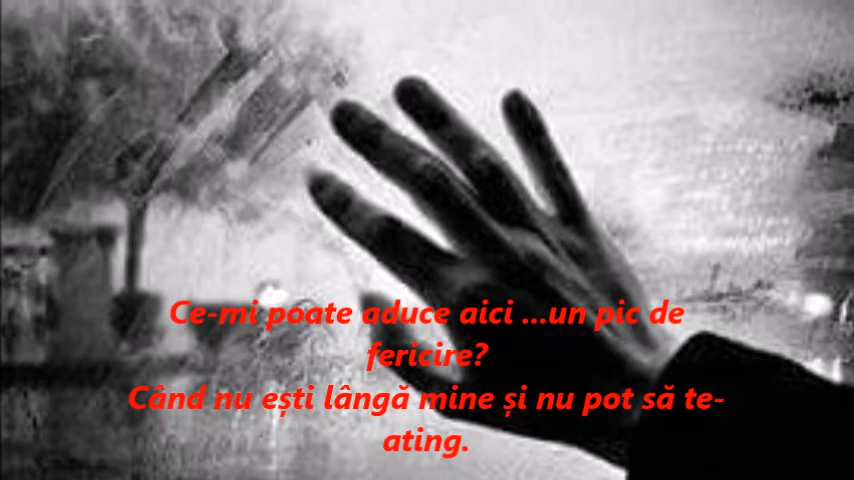 Ce-mi poate aduce aici ...un pic de
fericire?
Când nu ești lângă mine și nu pot să te-
ating.